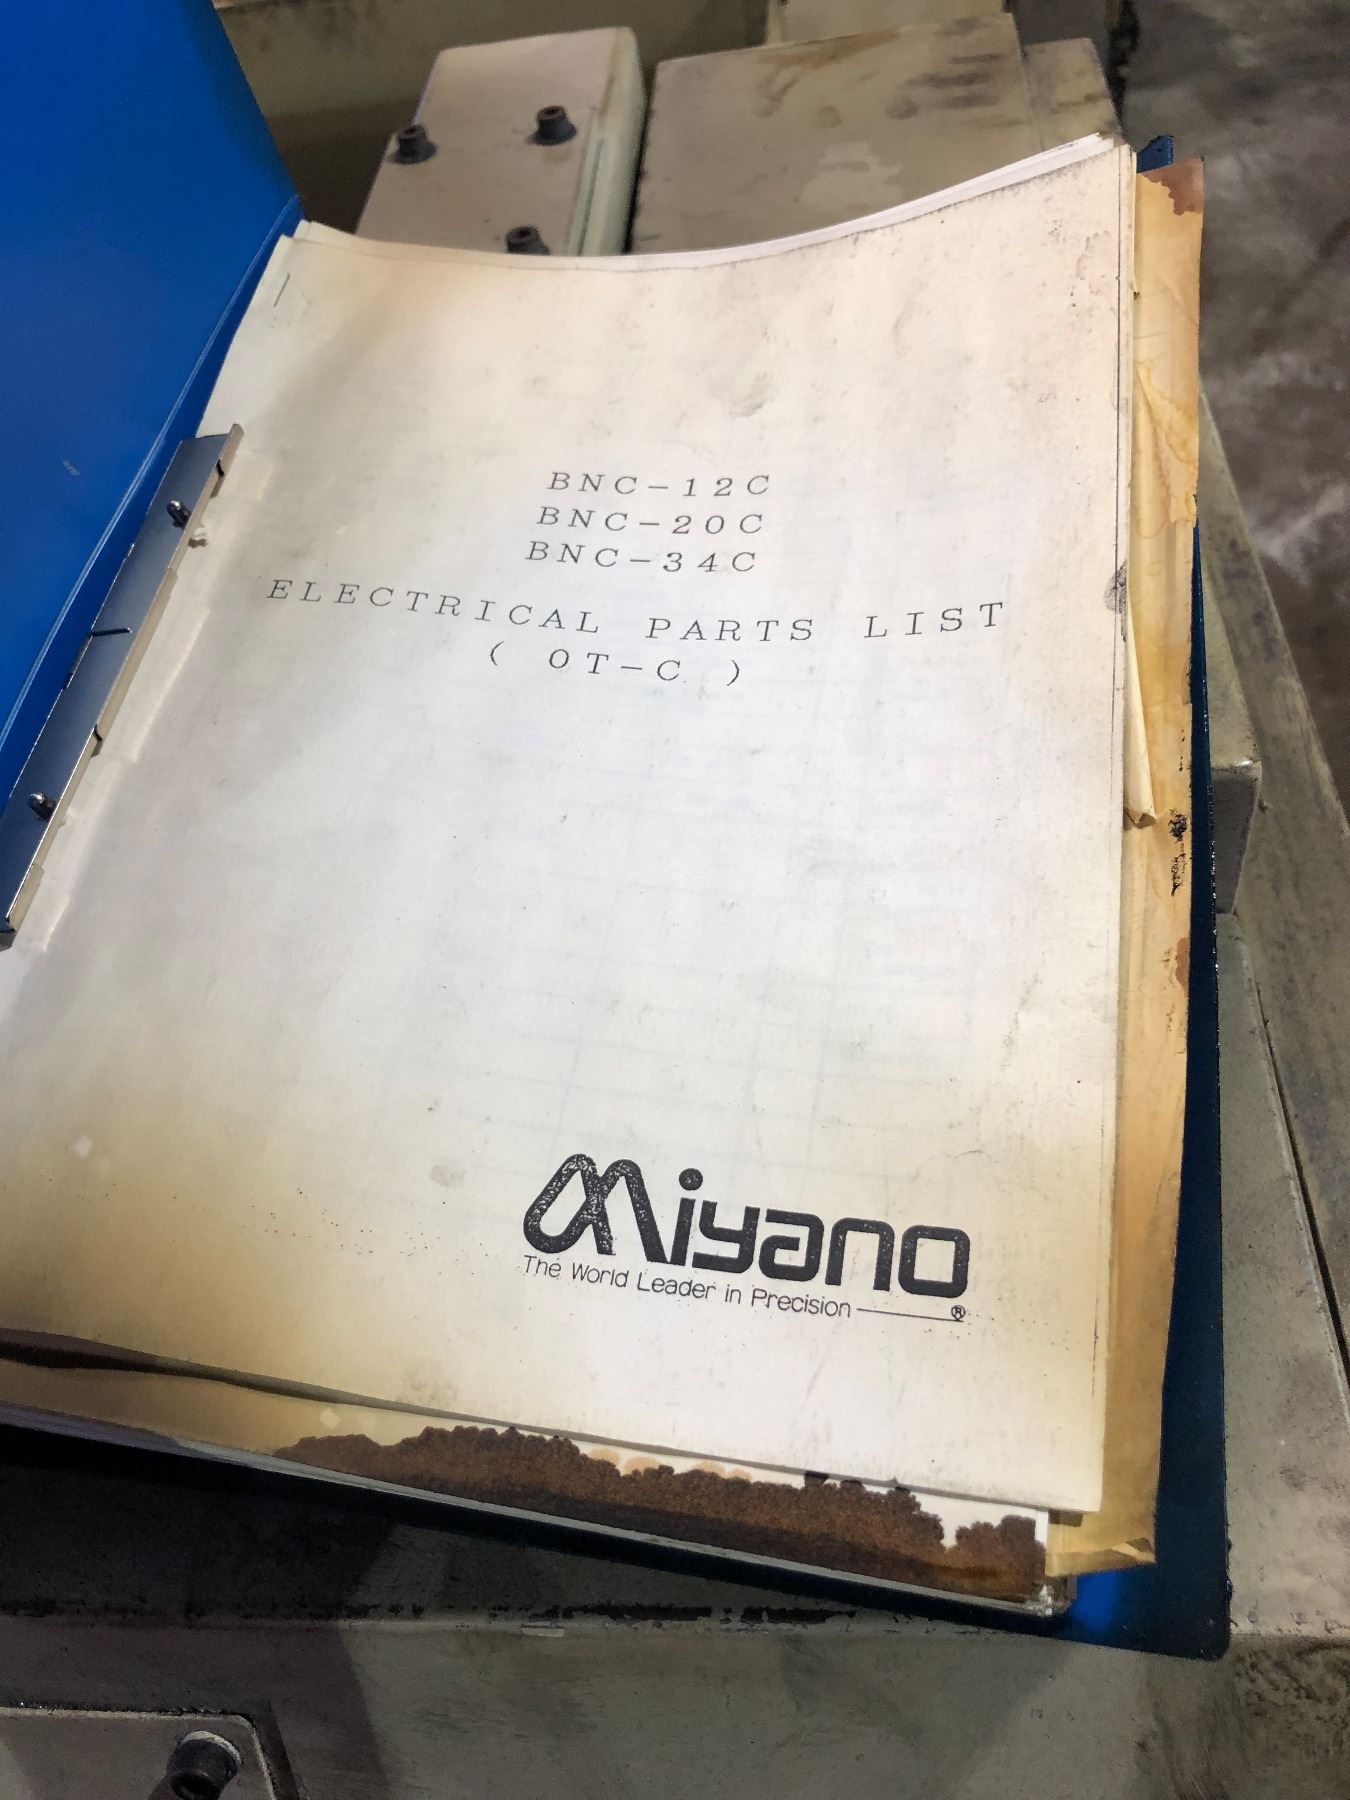 BNC-12C
BNC-20C
BNC-34C
ELECTRICAL PARTS LIST
( OT-C )
Miyano
The World Leader in Precision ®